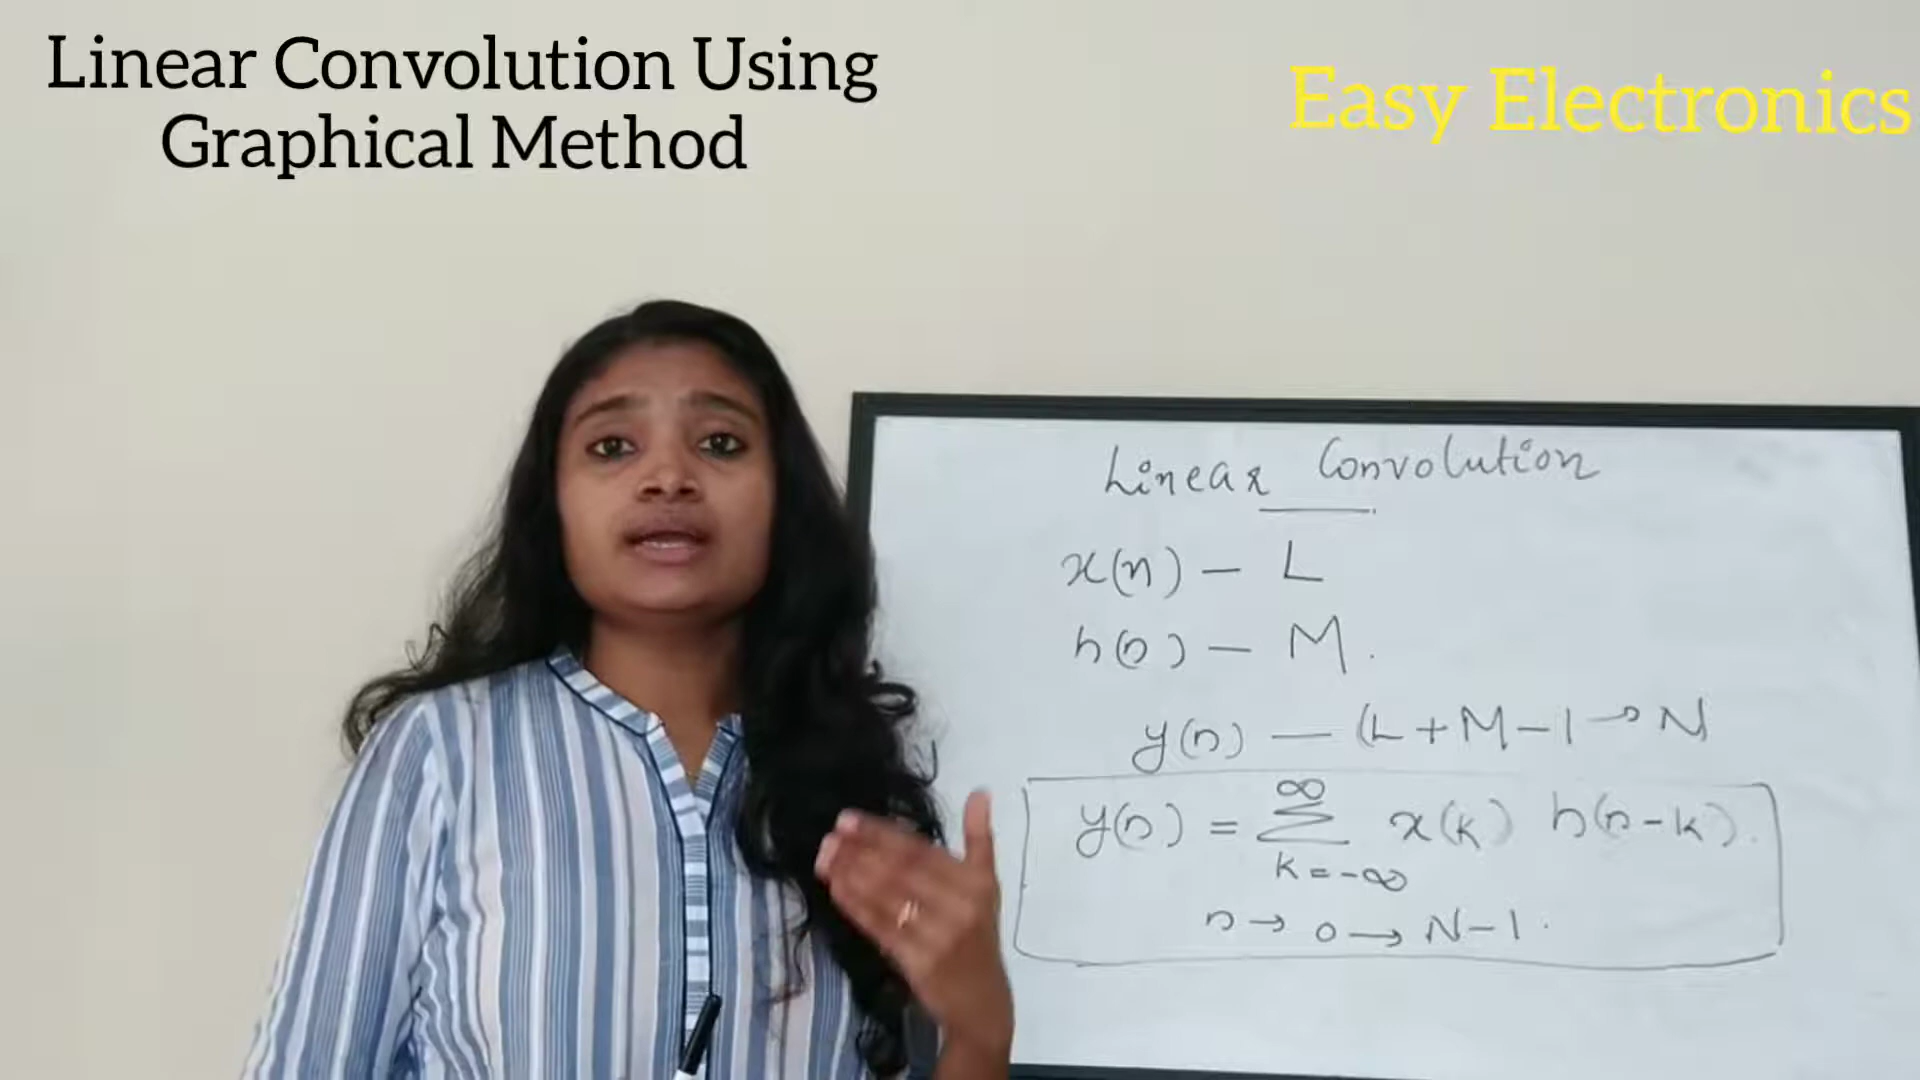 Linear Convolution Using
Graphical Method
Easy Electronics
Linear Convolution
x(n) - L
h(n) - M.
y(n) - (L+M-1 → N
y(n) = ∑ x(k) h(n-k).
∞
k=-∞
n → 0 → N-1.